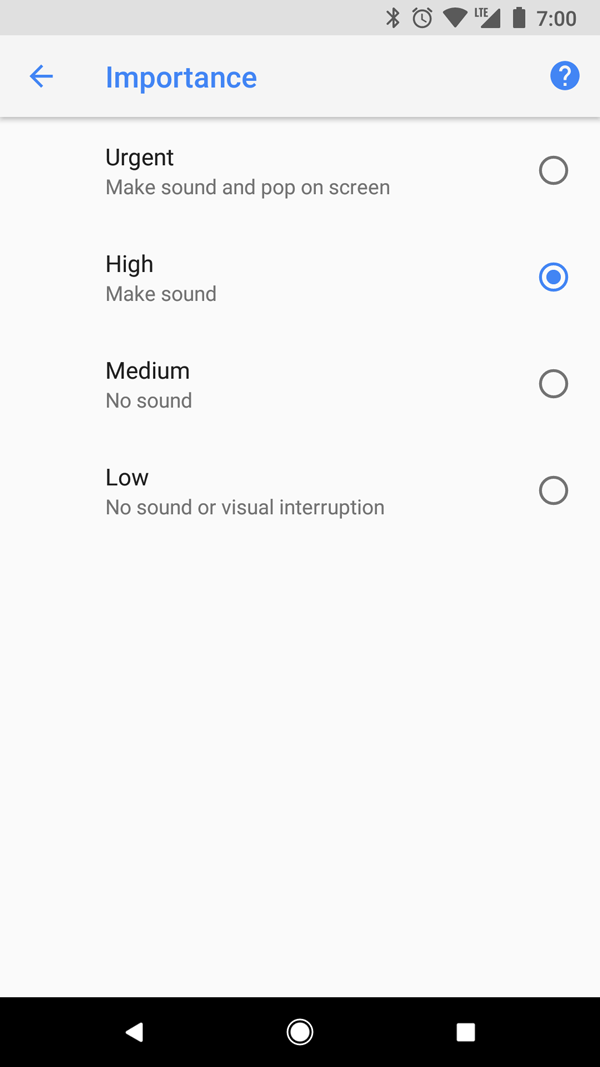 LTE 7:00
Importance ?
Urgent
Make sound and pop on screen
High
Make sound
Medium
No sound
Low
No sound or visual interruption